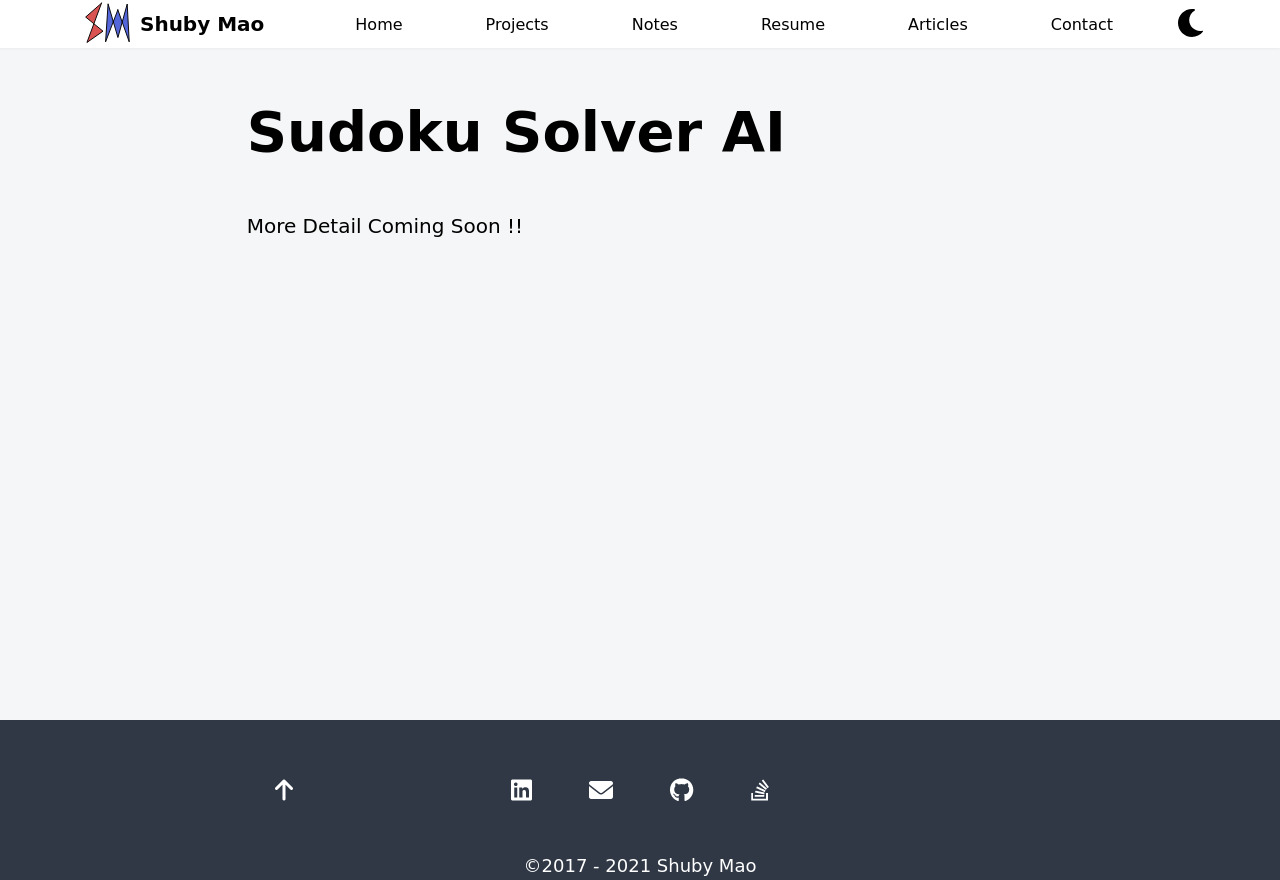 Shuby Mao
Home
Projects
Notes
Resume
Articles
Contact
Sudoku Solver AI
More Detail Coming Soon !!
©2017 - 2021 Shuby Mao